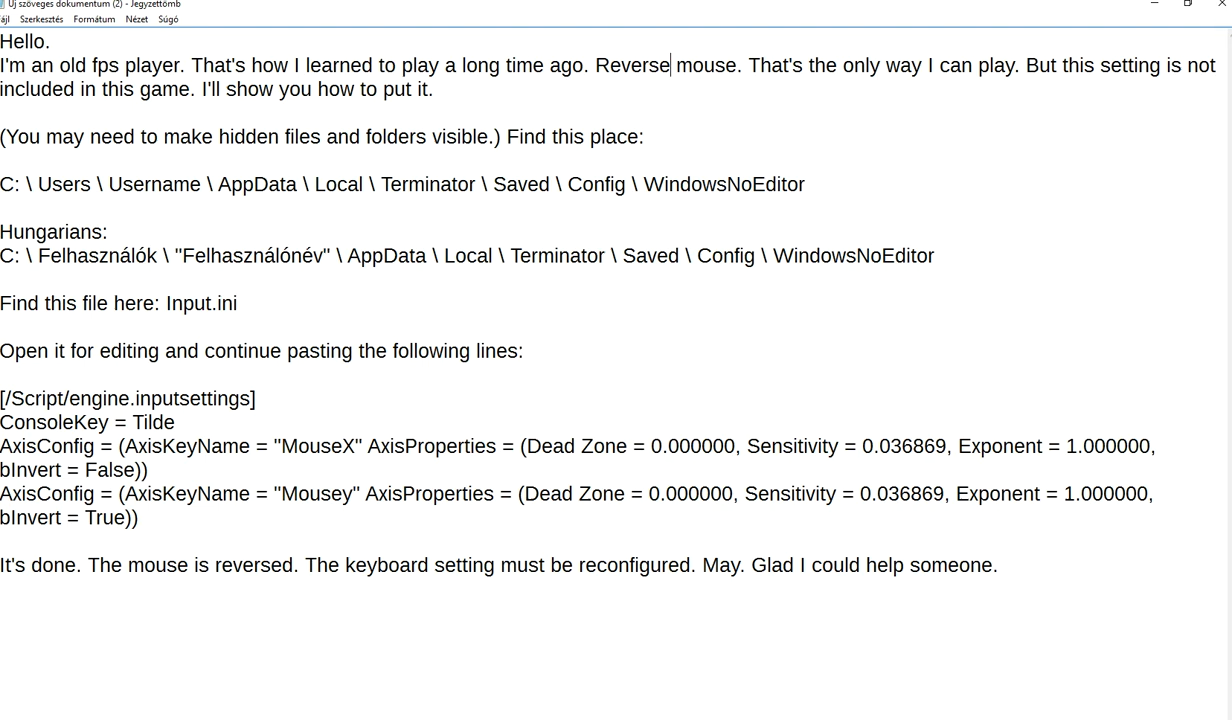 Új szöveges dokumentum (2) - Jegyzettömb
ájl Szerkesztés Formátum Nézet Súgó
Hello.
I'm an old fps player. That's how I learned to play a long time ago. Reverse mouse. That's the only way I can play. But this setting is not
included in this game. I'll show you how to put it.
(You may need to make hidden files and folders visible.) Find this place:
C: \ Users \ Username \ AppData \ Local \ Terminator \ Saved \ Config \ WindowsNoEditor
Hungarians:
C: \ Felhasználók \ "Felhasználónév" \ AppData \ Local \ Terminator \ Saved \ Config \ WindowsNoEditor
Find this file here: Input.ini
Open it for editing and continue pasting the following lines:
[/Script/engine.inputsettings]
ConsoleKey = Tilde
AxisConfig = (AxisKeyName = "MouseX" AxisProperties = (Dead Zone = 0.000000, Sensitivity = 0.036869, Exponent = 1.000000,
bInvert = False))
AxisConfig = (AxisKeyName = "Mousey" AxisProperties = (Dead Zone = 0.000000, Sensitivity = 0.036869, Exponent = 1.000000,
bInvert = True))
It's done. The mouse is reversed. The keyboard setting must be reconfigured. May. Glad I could help someone.